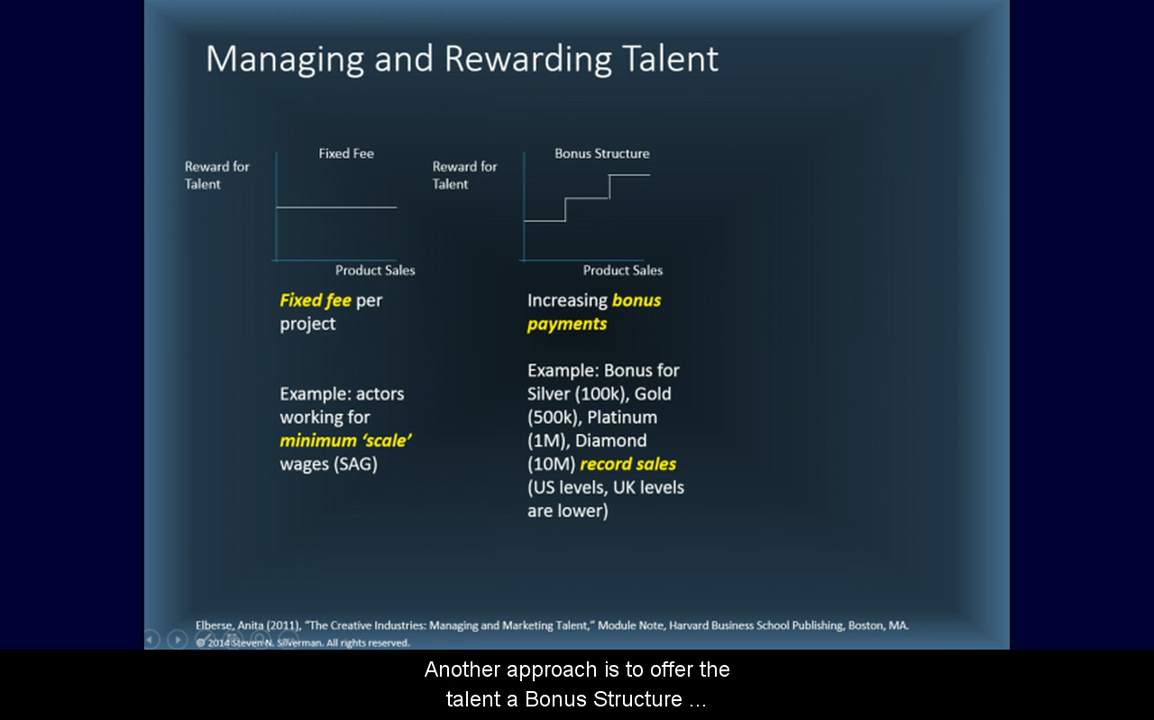 Managing and Rewarding Talent
Fixed Fee
Reward for
Talent
Product Sales
Fixed fee per
project
Example: actors
working for
minimum ‘scale’
wages (SAG)
Bonus Structure
Reward for
Talent
Product Sales
Increasing bonus
payments
Example: Bonus for
Silver (100k), Gold
(500k), Platinum
(1M), Diamond
(10M) record sales
(US levels, UK levels
are lower)
Elberse, Anita (2011), “The Creative Industries: Managing and Marketing Talent,” Module Note, Harvard Business School Publishing, Boston, MA.
© 2014 Steven N. Silverman. All rights reserved.
Another approach is to offer the
talent a Bonus Structure ...